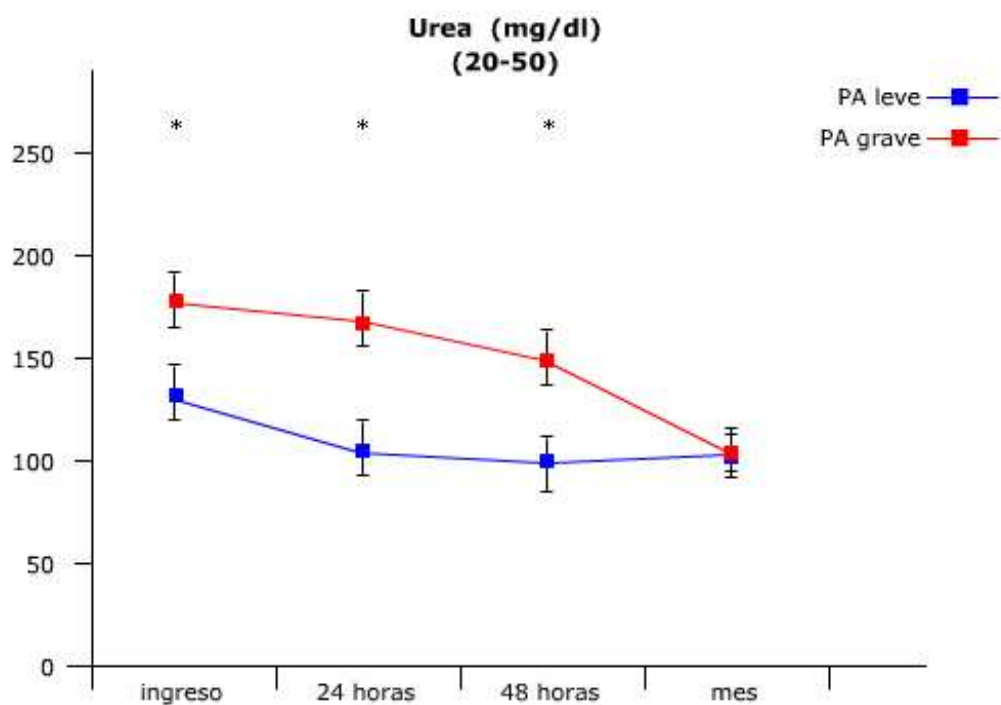 Urea (mg/dl)
(20-50)
PA leve
PA grave
* * *
250
200
150
100
50
0
ingreso 24 horas 48 horas mes